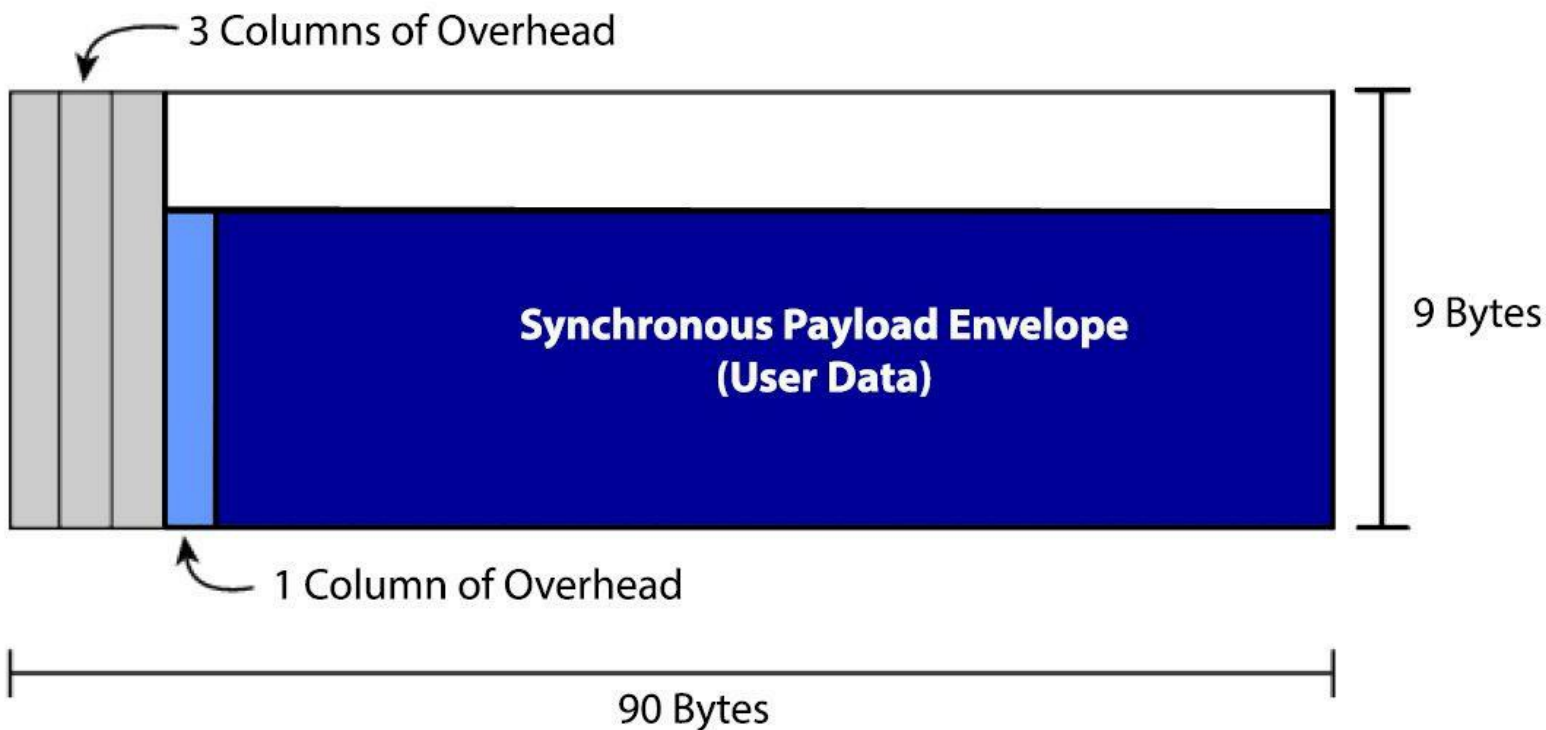 3 Columns of Overhead
Synchronous Payload Envelope
(User Data)
9 Bytes
1 Column of Overhead
90 Bytes